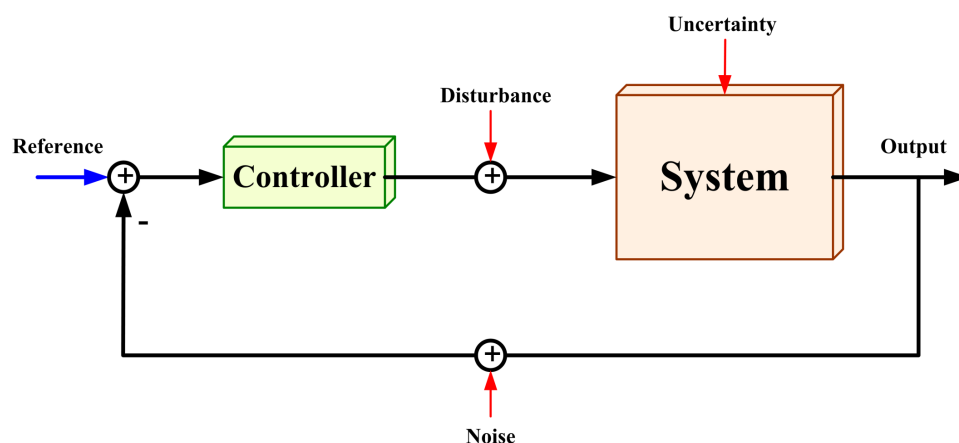 Uncertainty
Disturbance
Reference
Output
+
Controller
+
System
-
+
Noise